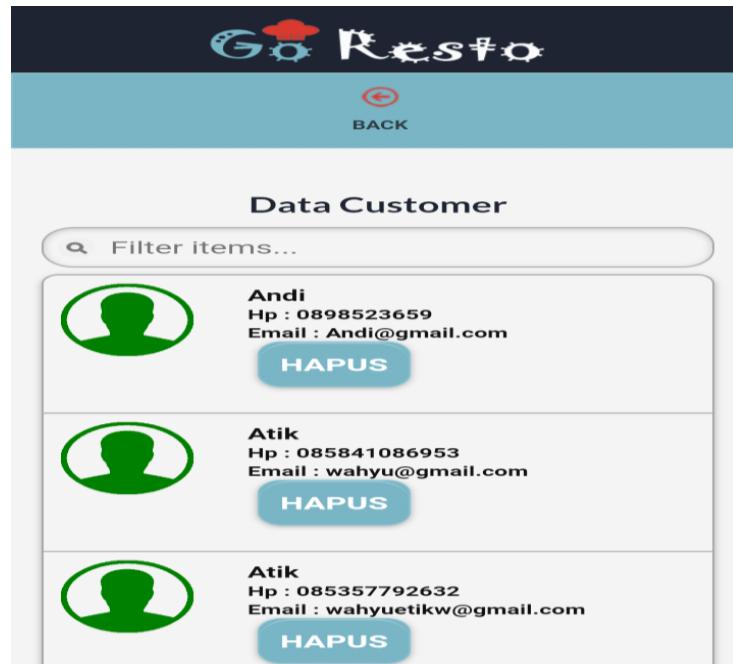 Go Resto
BACK
Data Customer
Filter items...
Andi
Hp : 0898523659
Email : Andi@gmail.com
HAPUS
Atik
Hp : 085841086953
Email : wahyu@gmail.com
HAPUS
Atik
Hp : 085357792632
Email : wahyuetikw@gmail.com
HAPUS